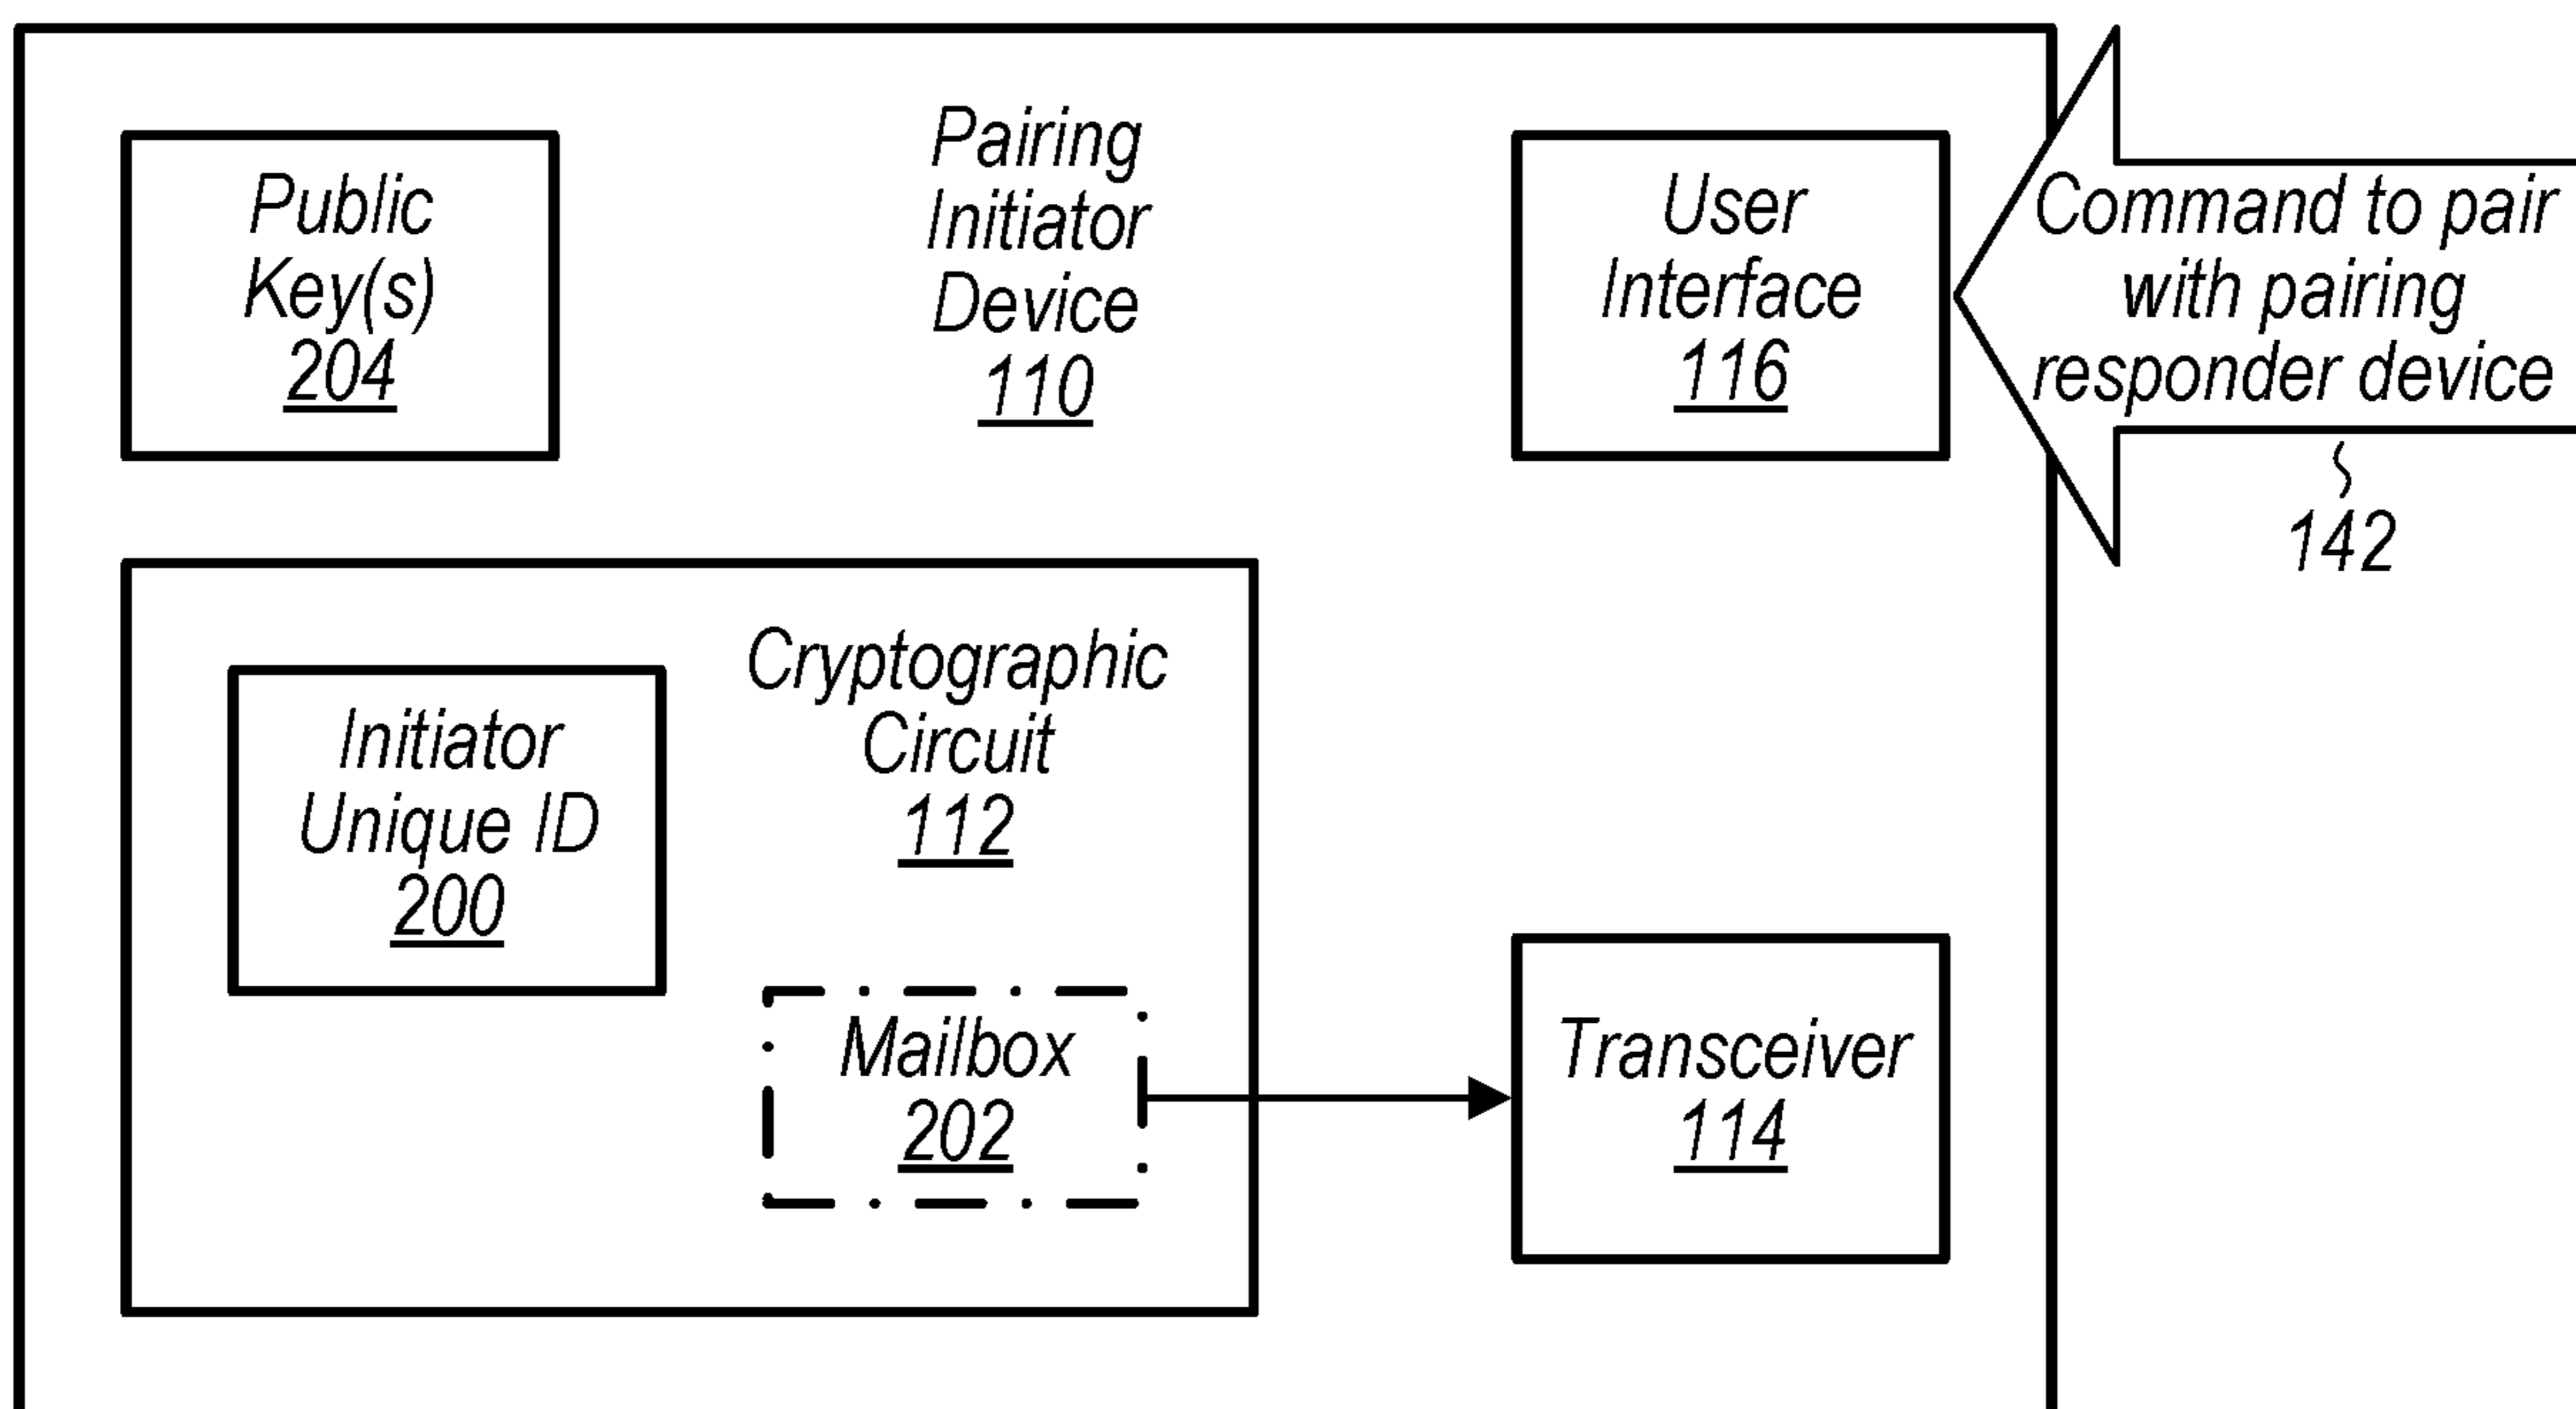 Public
Key(s)
204
Pairing
Initiator
Device
110
User
Interface
116
Command to pair
with pairing
responder device
142
Initiator
Unique ID
200
Cryptographic
Circuit
112
Mailbox
202
Transceiver
114